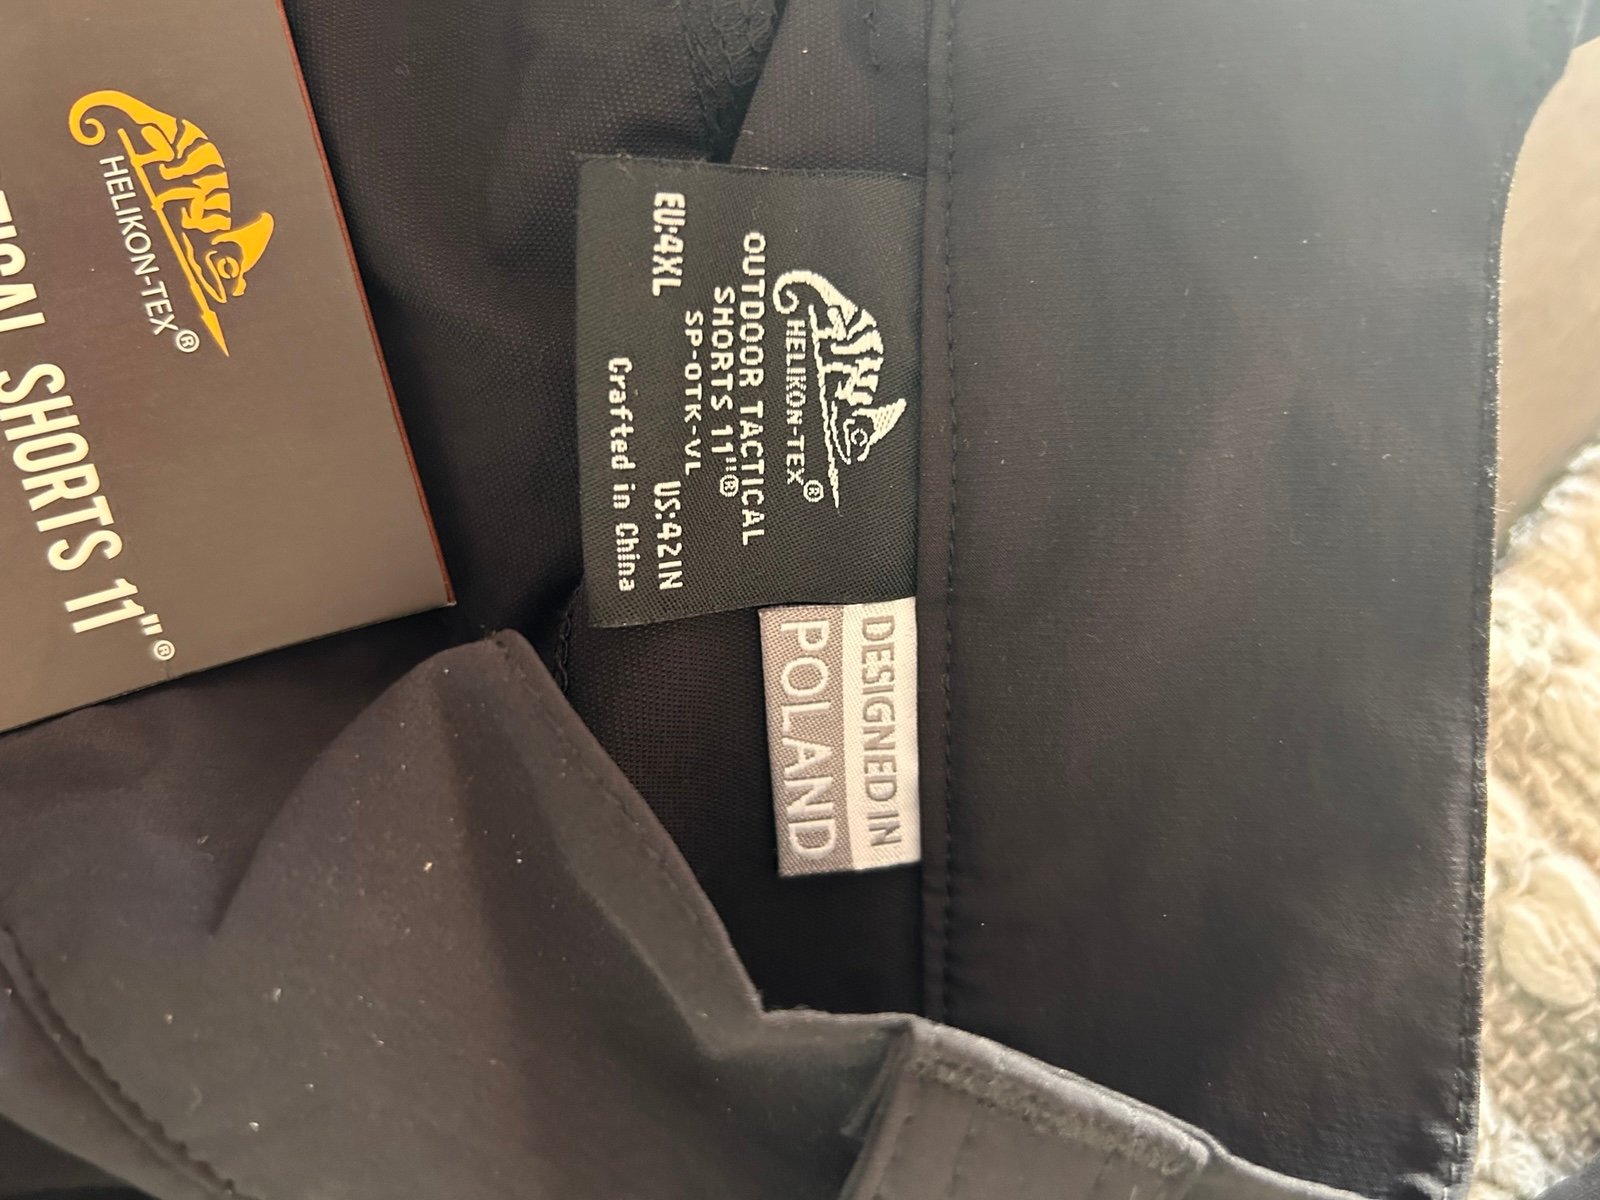 HELIKON-TEX®
TICAL SHORTS 11"®
HELIKON-TEX®
OUTDOOR TACTICAL
SHORTS 11"®
SP-OTK-VL
EU:4XL US:42IN
Crafted in China
DESIGNED IN
POLAND